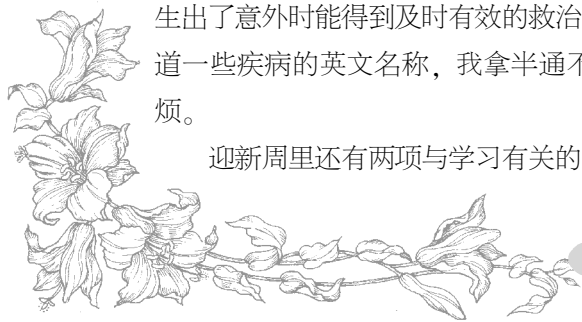 生出了意外时能得到及时有效的救治
道一些疾病的英文名称，我拿半通不
烦。
迎新周里还有两项与学习有关的